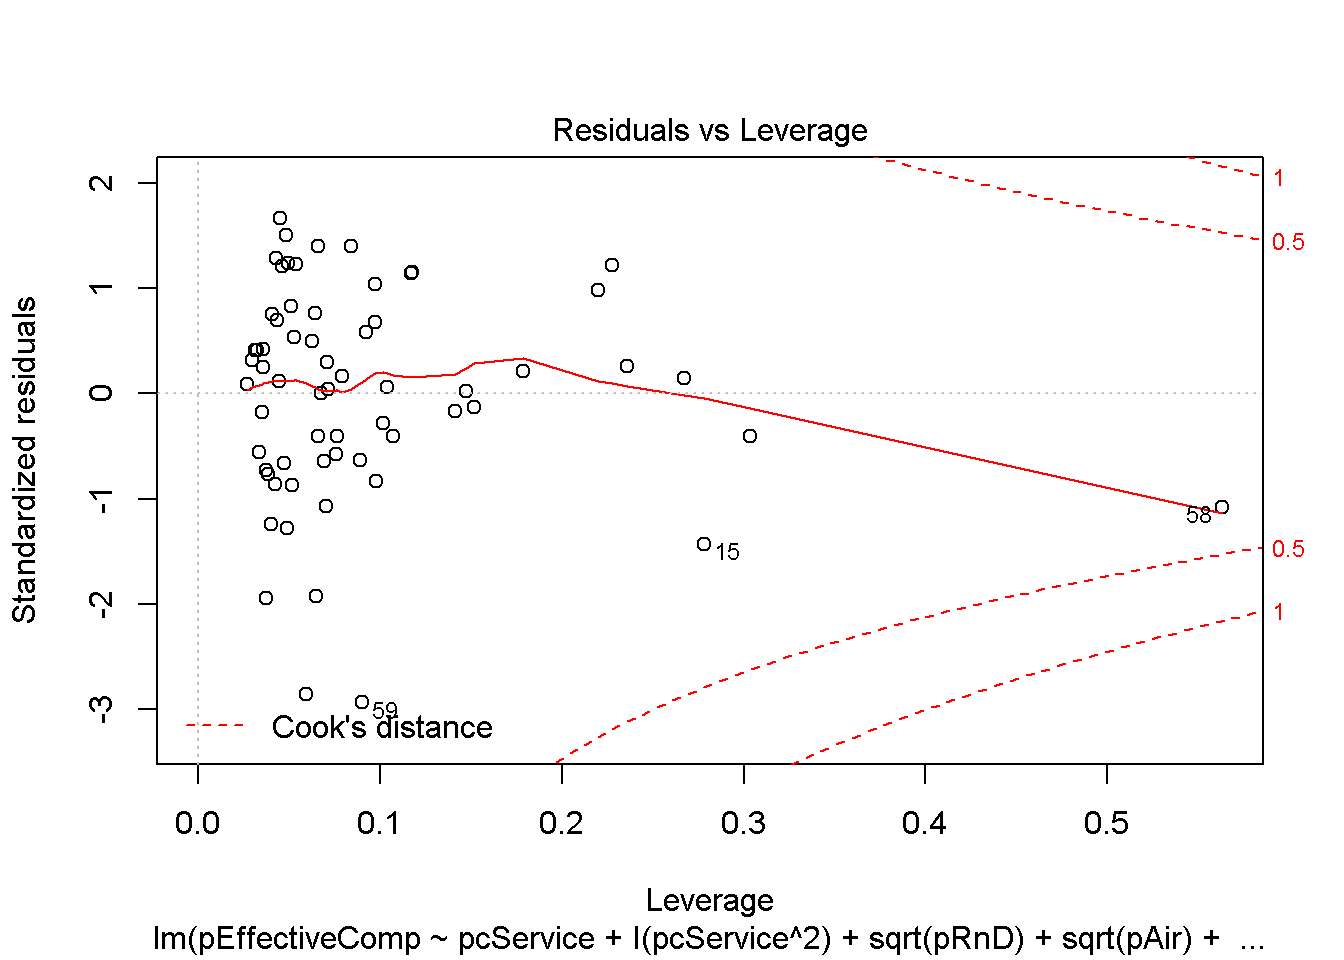 Residuals vs Leverage
Standardized residuals
2
1
0
-1
-2
-3
1
0.5
0.5
1
58
15
59
Cook's distance
0.0 0.1 0.2 0.3 0.4 0.5
Leverage
lm(pEffectiveComp ~ pcService + I(pcService^2) + sqrt(pRnD) + sqrt(pAir) + ...